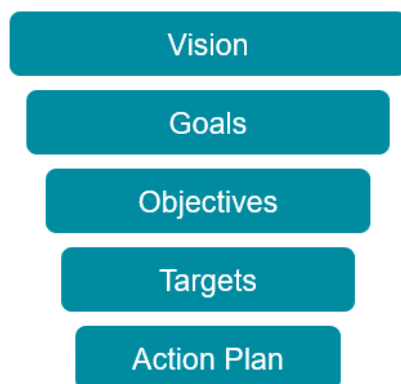 Vision
Goals
Objectives
Targets
Action Plan